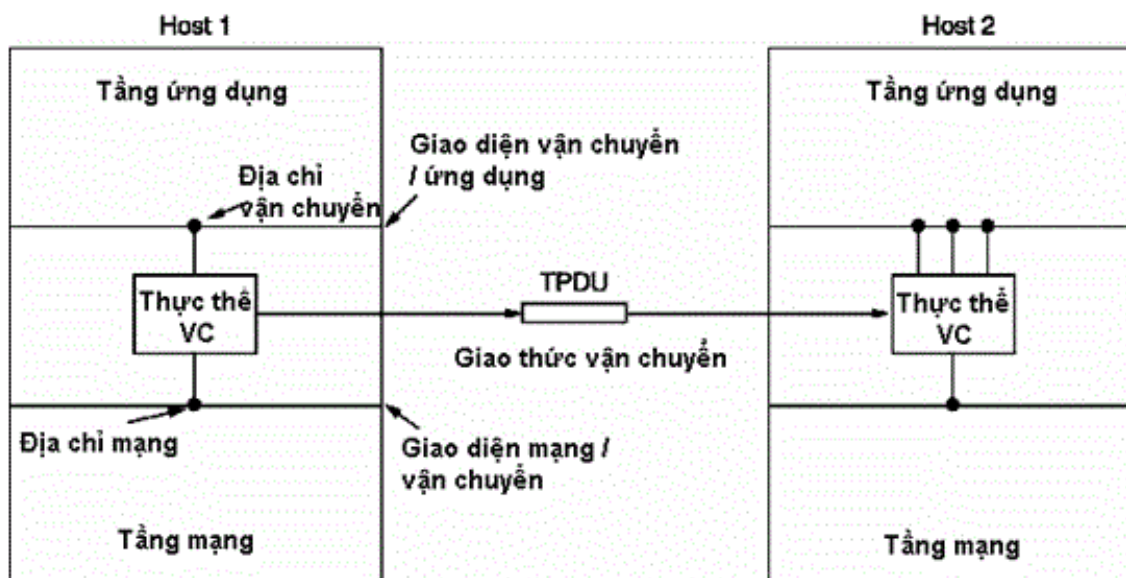 Host 1
Host 2
Tầng ứng dụng
Tầng ứng dụng
Giao diện vận chuyển
/ ứng dụng
Địa chỉ
vận chuyển
TPDU
Thực thể
VC
Thực thể
VC
Giao thức vận chuyển
Địa chỉ mạng
Giao diện mạng /
vận chuyển
Tầng mạng
Tầng mạng